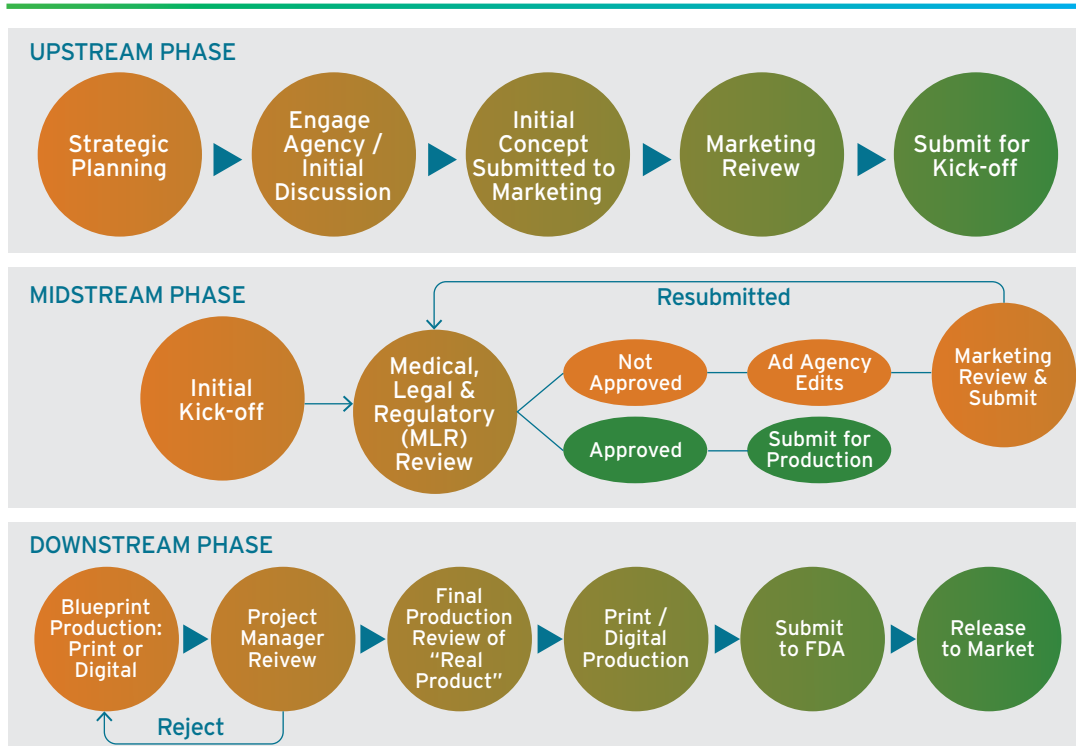 UPSTREAM PHASE
Strategic
Planning
Engage
Agency /
Initial
Discussion
Initial
Concept
Submitted to
Marketing
Marketing
Reivew
Submit for
Kick-off
MIDSTREAM PHASE
Resubmitted
Initial
Kick-off
Medical,
Legal &
Regulatory
(MLR)
Review
Not
Approved
Ad Agency
Edits
Marketing
Review &
Submit
Approved
Submit for
Production
DOWNSTREAM PHASE
Blueprint
Production:
Print or
Digital
Project
Manager
Reivew
Final
Production
Review of
“Real
Product”
Print /
Digital
Production
Submit
to FDA
Release
to Market
Reject